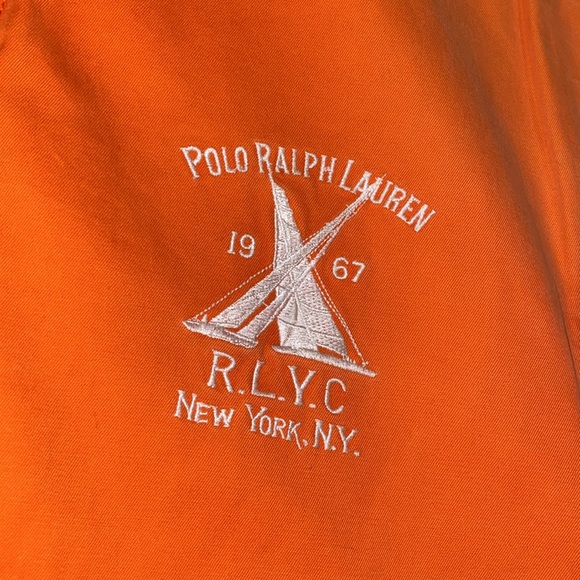 POLO RALPH LAUREN
19 67
R.L.Y.C
NEW YORK, N.Y.